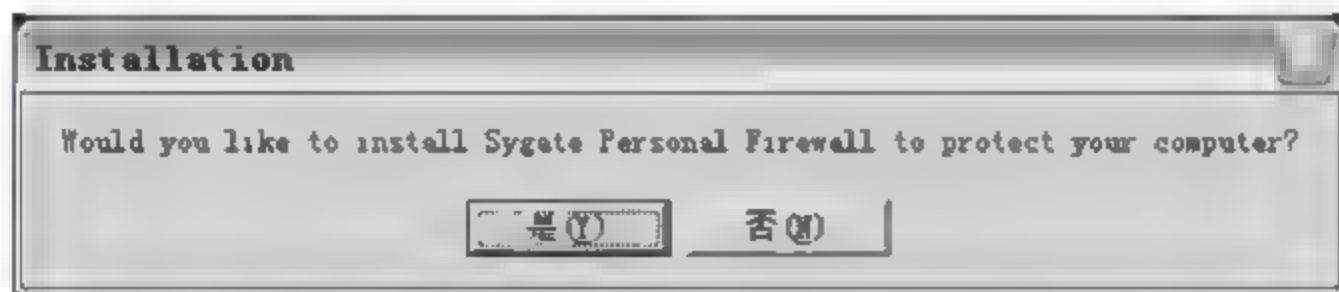 Installation
Would you like to install Sygate Personal Firewall to protect your computer?
是(Y) 否(N)